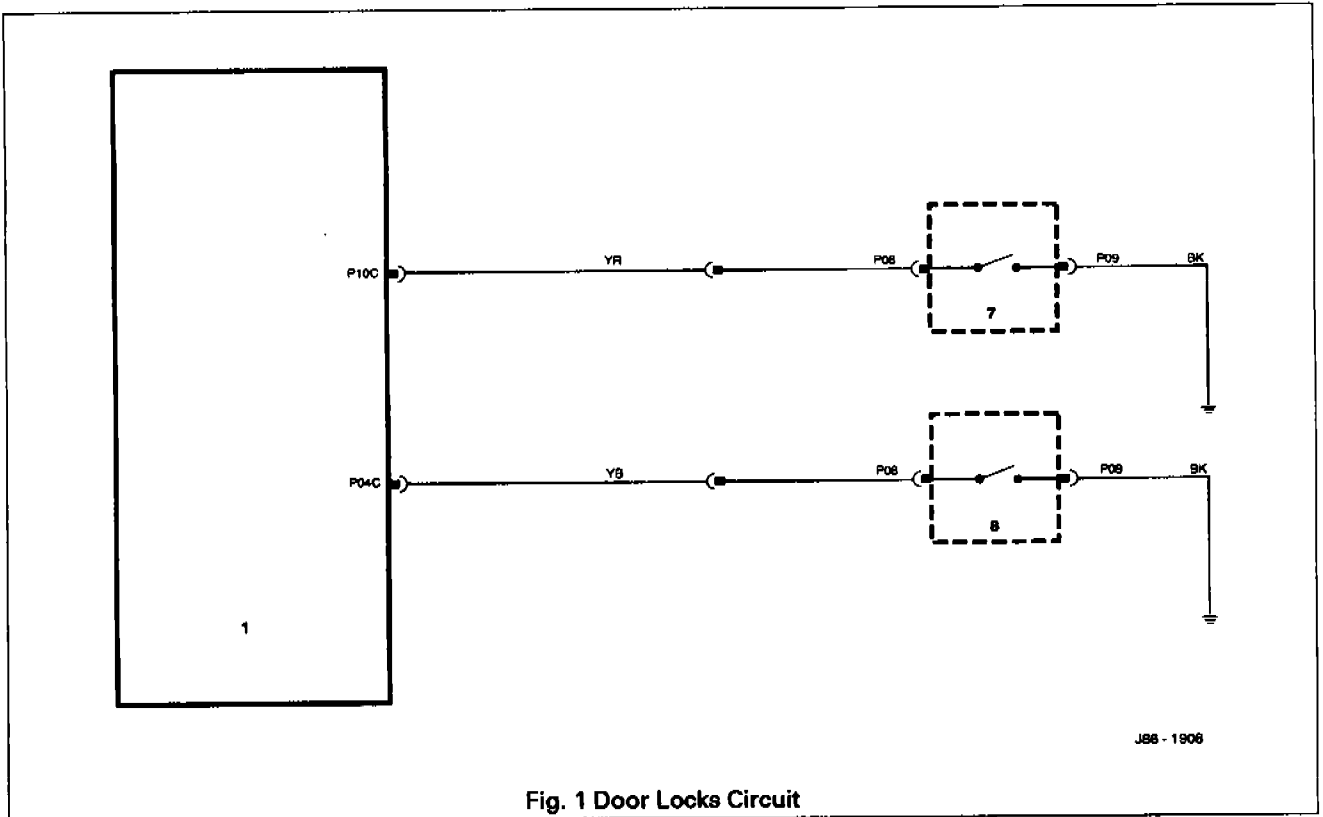 P10C YR P08 P09 BK
7
P04C YB P08 P09 BK
8
1
J86 - 1906
Fig. 1 Door Locks Circuit